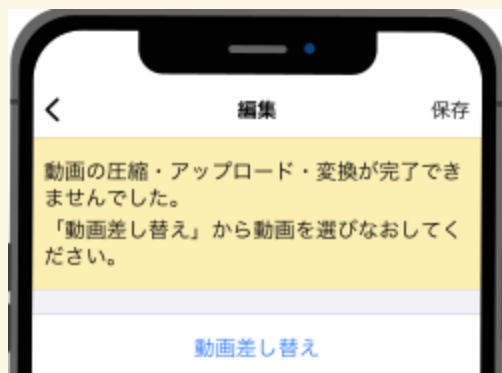 編集
保存
動画の圧縮・アップロード・変換が完了でき
ませんでした。
「動画差し替え」から動画を選びなおしてく
ださい。
動画差し替え